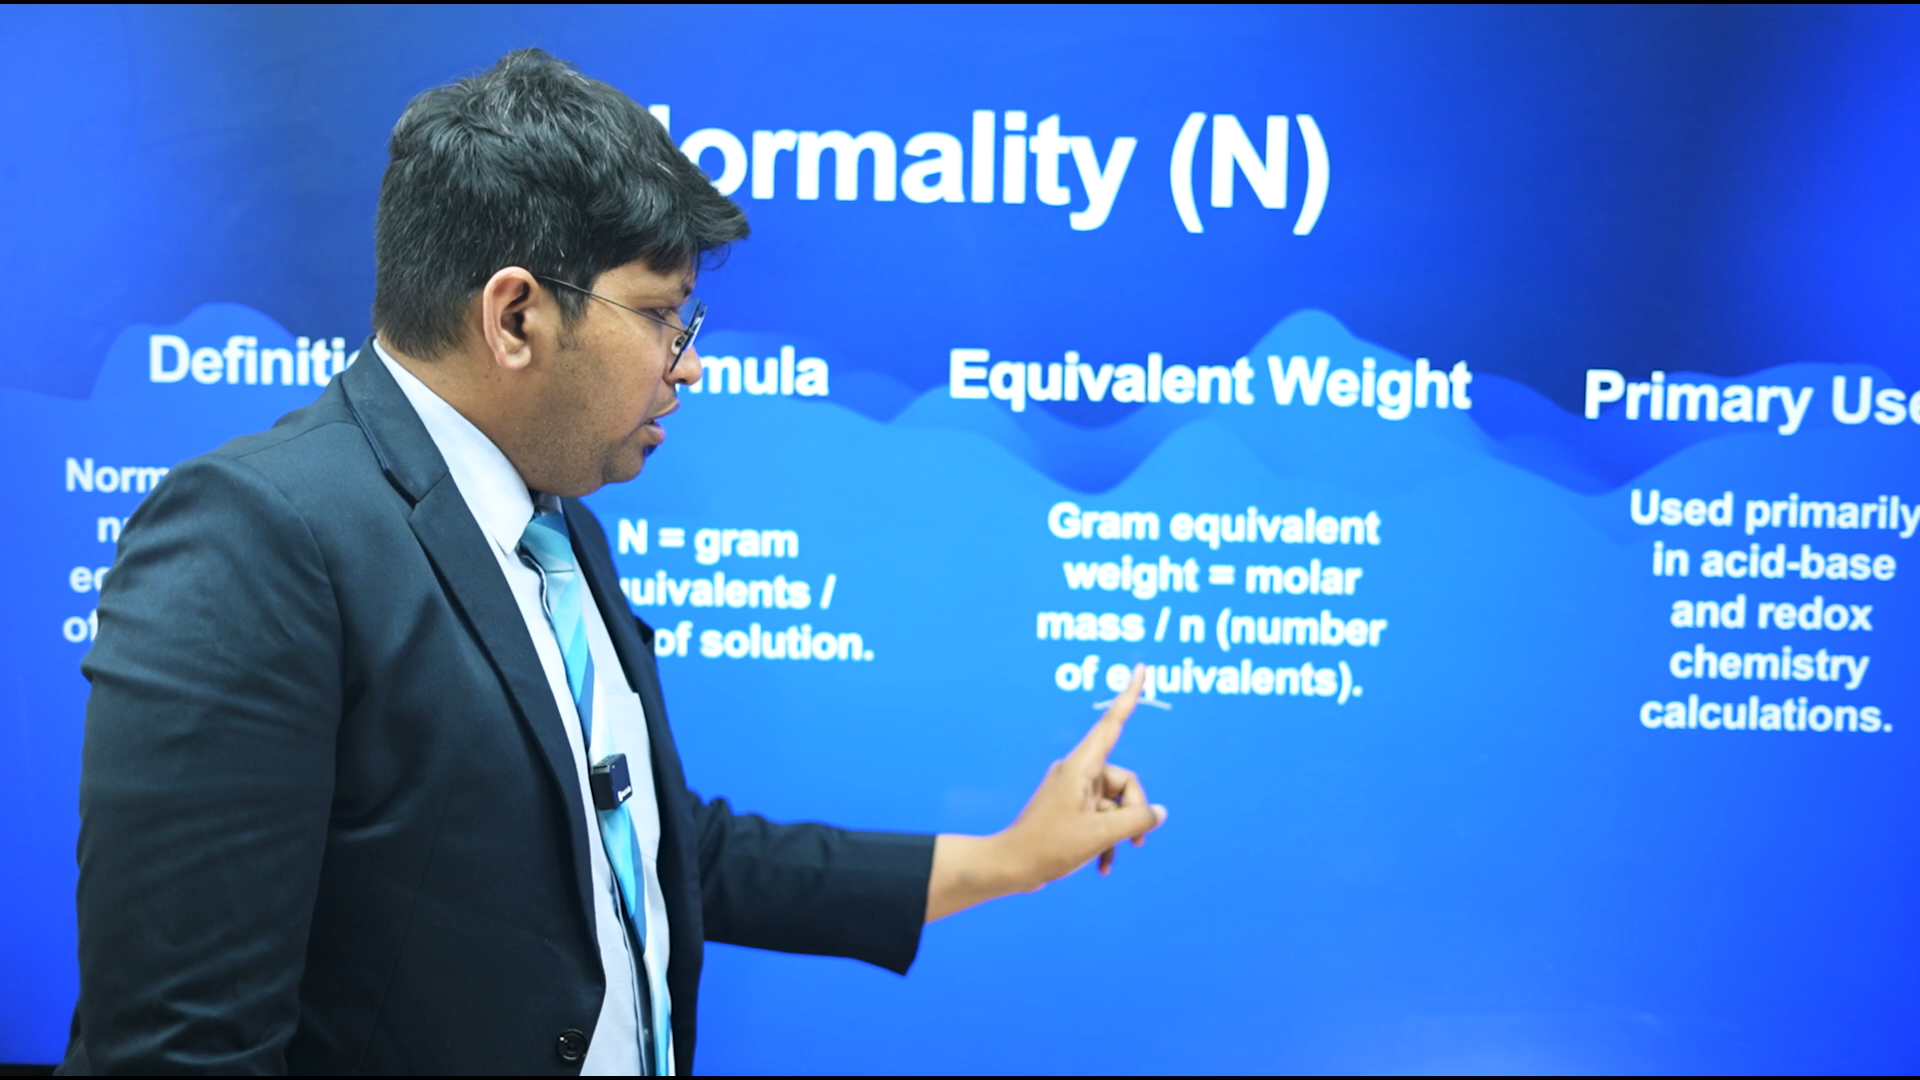 ormality (N)
Definiti
mula
Equivalent Weight
Primary Use
Norm
N = gram
uivalents /
of solution.
Gram equivalent
weight = molar
mass / n (number
of equivalents).
Used primarily
in acid-base
and redox
chemistry
calculations.